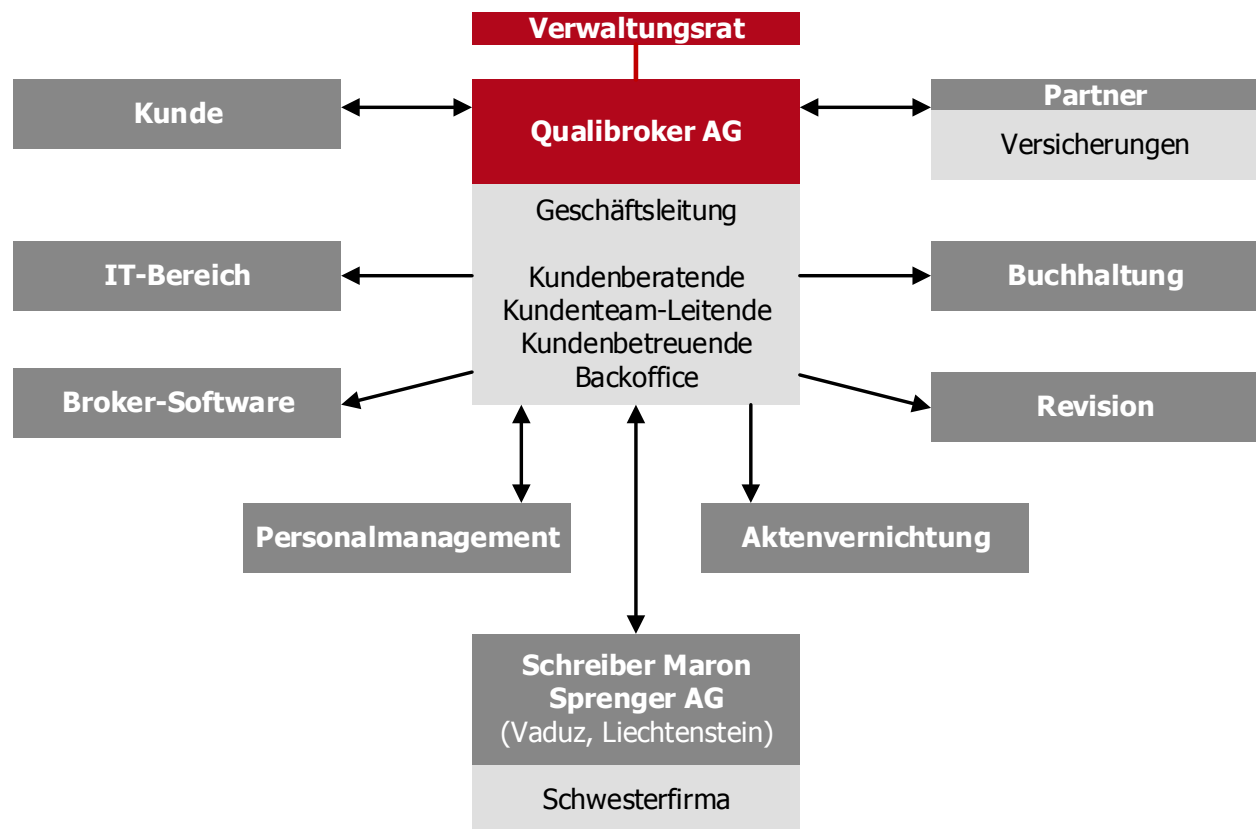 Verwaltungsrat
Kunde
Qualibroker AG
Partner
Versicherungen
Geschäftsleitung
IT-Bereich
Kundenberatende
Kundenteam-Leitende
Kundenbetreuende
Backoffice
Buchhaltung
Broker-Software
Revision
Personalmanagement
Aktenvernichtung
Schreiber Maron
Sprenger AG
(Vaduz, Liechtenstein)
Schwesterfirma